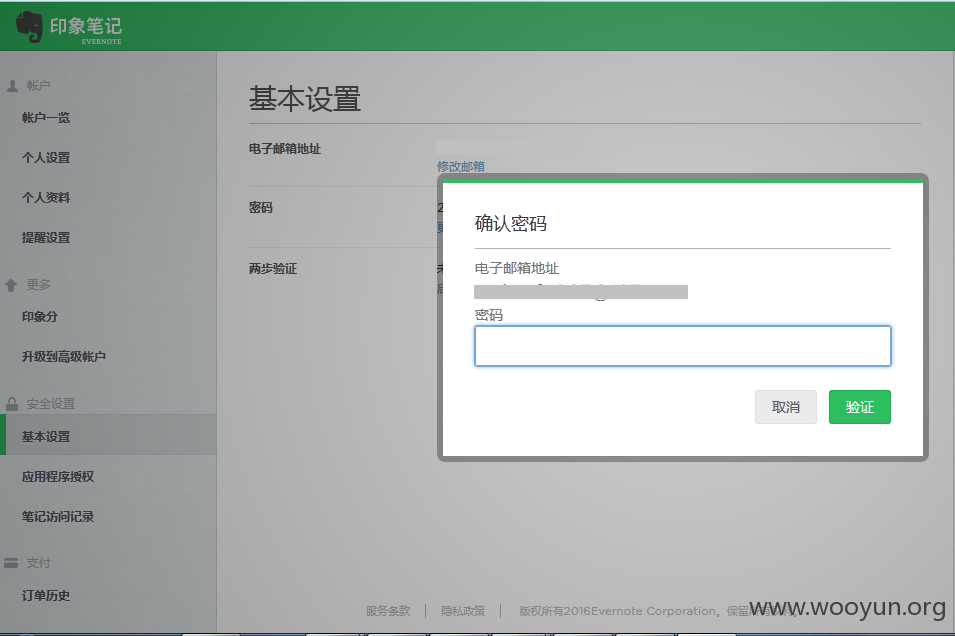 印象笔记
EVERNOTE
帐户
帐户一览
个人设置
个人资料
提醒设置
更多
印象分
升级到高级帐户
安全设置
基本设置
应用程序授权
笔记访问记录
支付
订单历史
基本设置
电子邮箱地址
修改邮箱
密码
两步验证
确认密码
电子邮箱地址
密码
取消 验证
服务条款 | 隐私政策 | 版权所有2016Evernote Corporation。保留所有权利。
www.wooyun.org